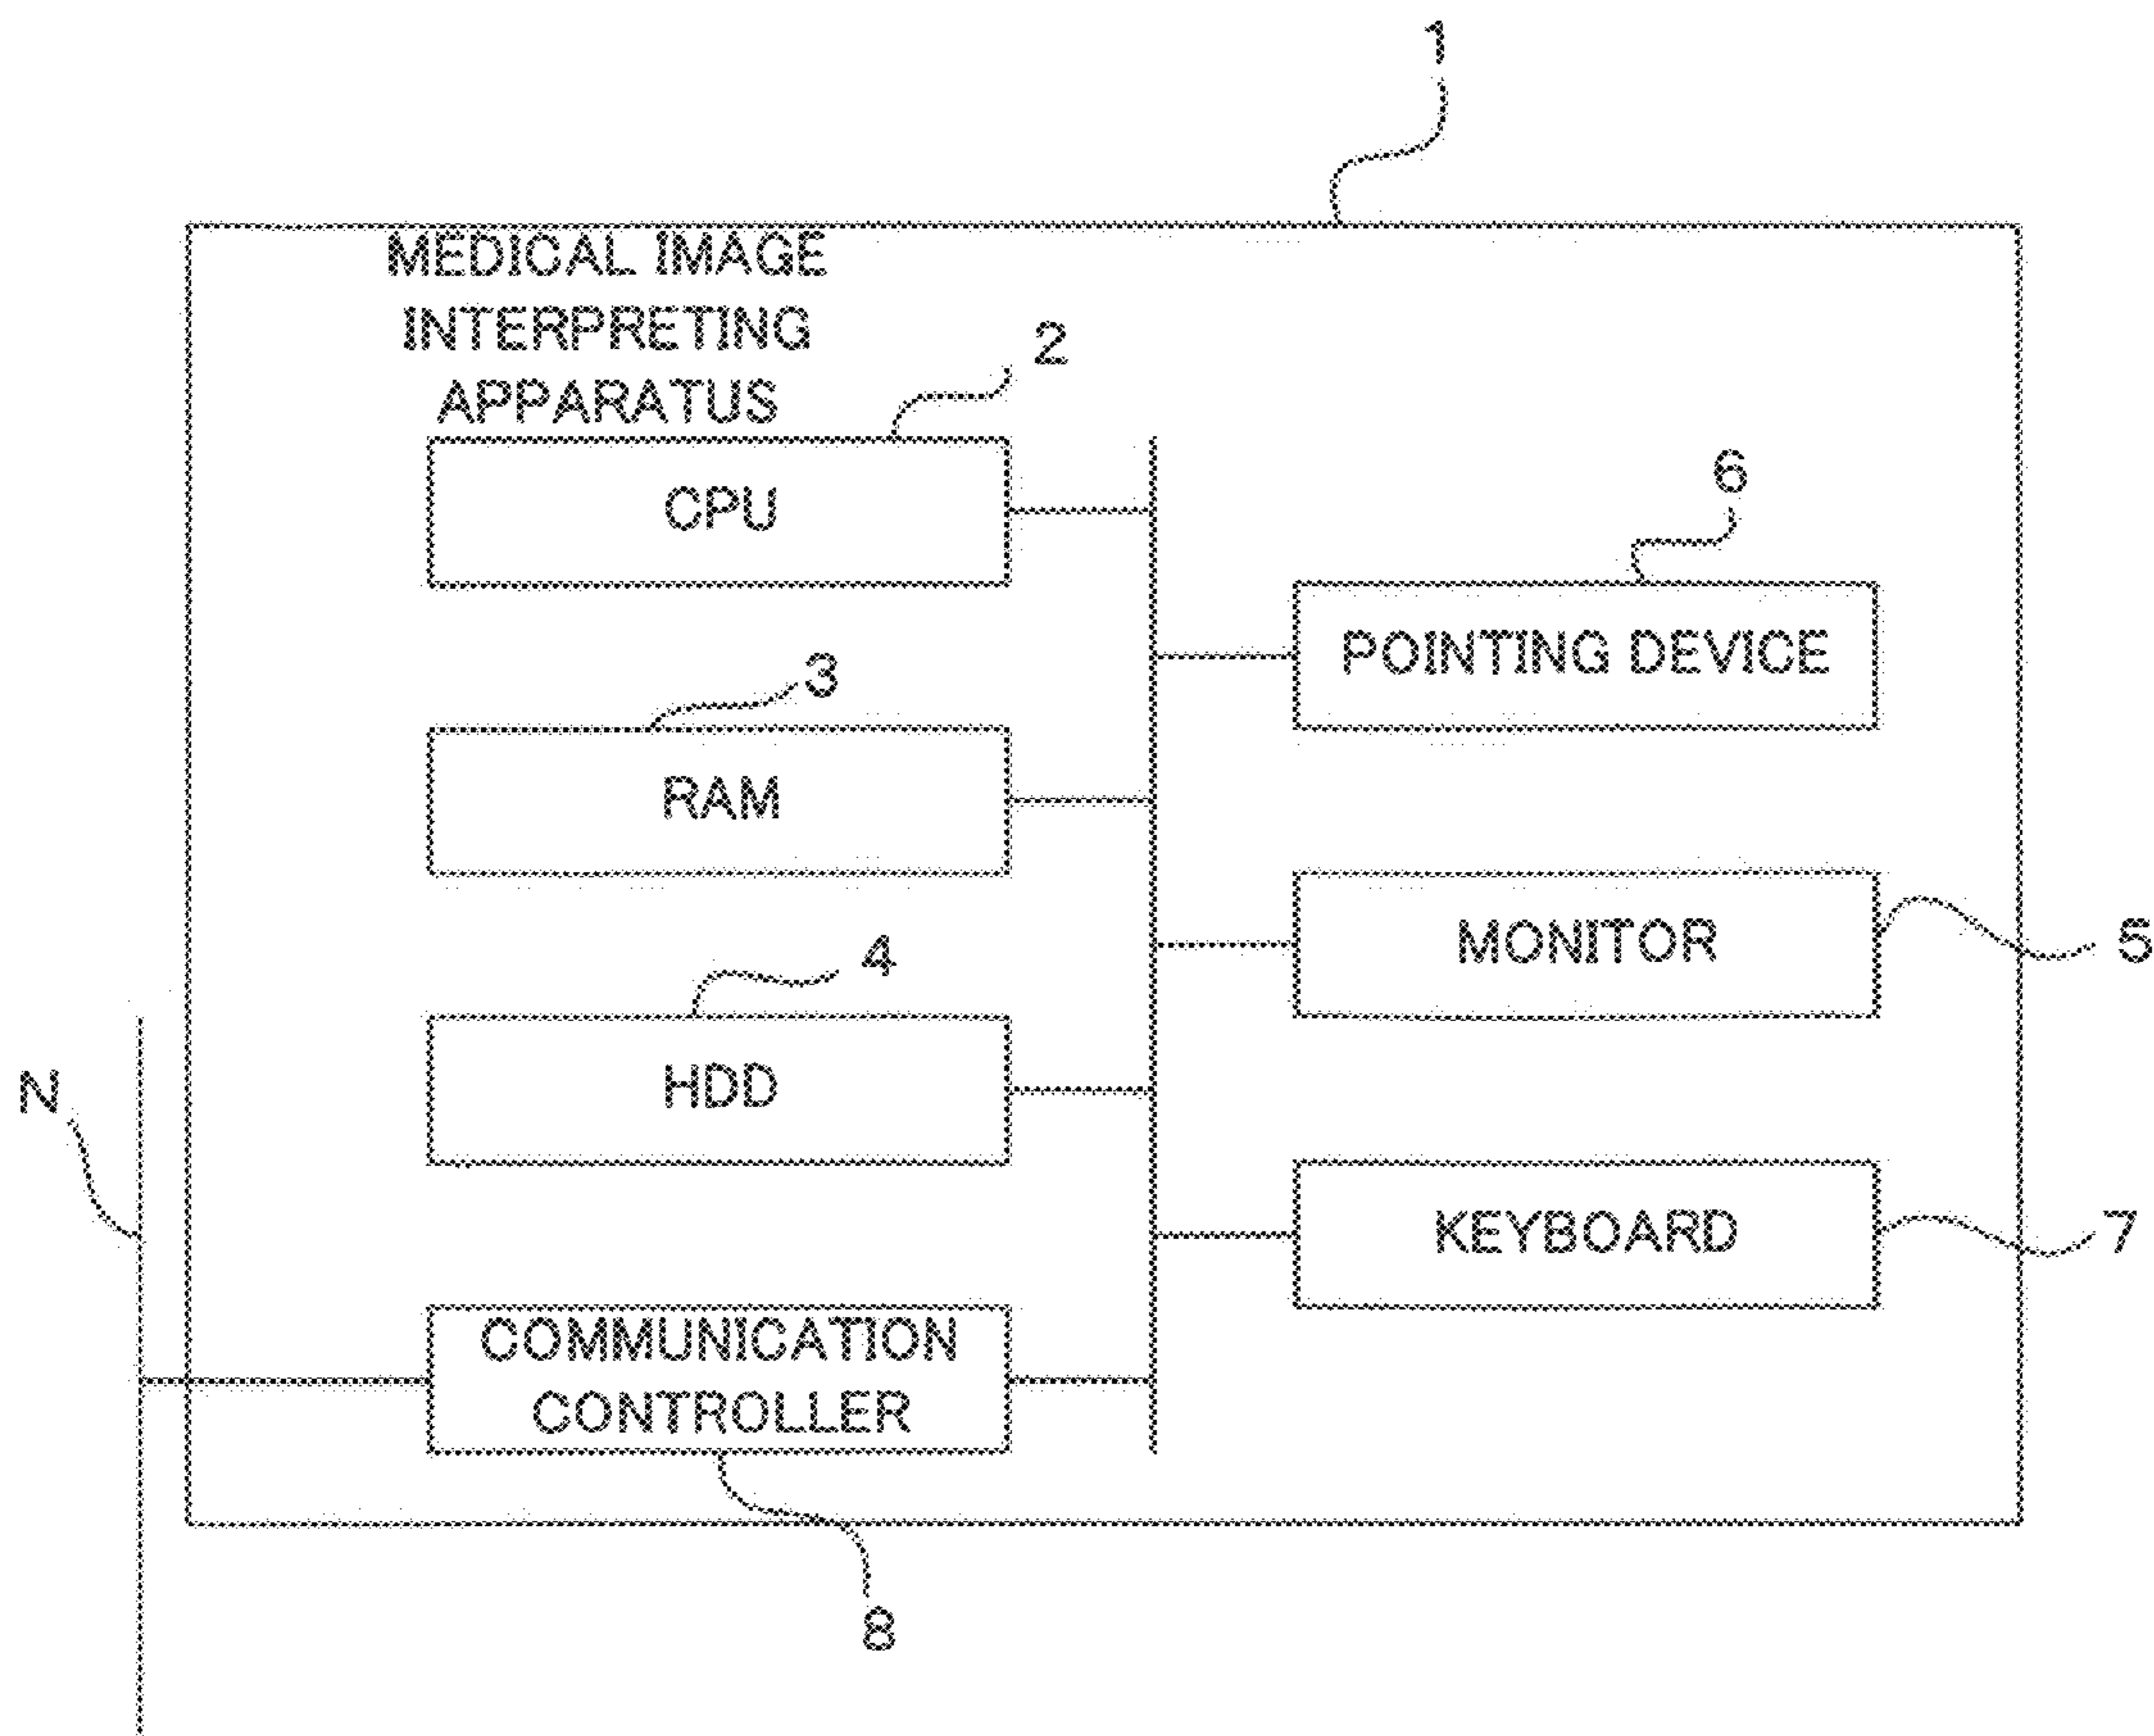 1
MEDICAL IMAGE
INTERPRETING
APPARATUS
2
CPU
6
POINTING DEVICE
3
RAM
MONITOR
5
4
HDD
N
KEYBOARD
7
COMMUNICATION
CONTROLLER
8